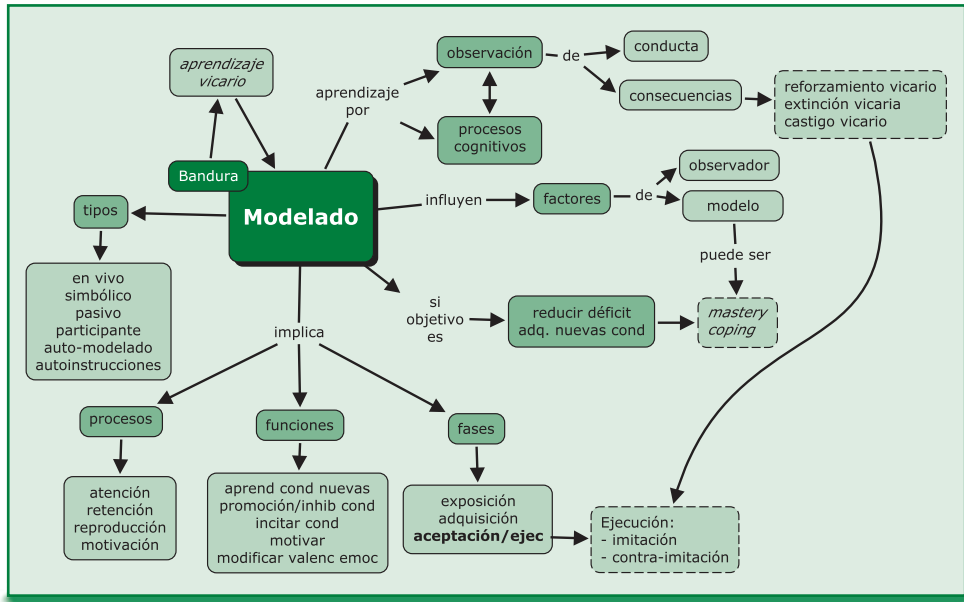 aprendizaje
vicario
Bandura
Modelado
aprendizaje
por
observación
de
conducta
consecuencias
reforzamiento vicario
extinción vicaria
castigo vicario
procesos
cognitivos
influyen
factores
de
observador
modelo
puede ser
mastery
coping
si
objetivo
es
reducir déficit
adq. nuevas cond
tipos
en vivo
simbólico
pasivo
participante
auto-modelado
autoinstrucciones
implica
procesos
atención
retención
reproducción
motivación
funciones
aprend cond nuevas
promoción/inhib cond
incitar cond
motivar
modificar valenc emoc
fases
exposición
adquisición
aceptación/ejec
Ejecución:
- imitación
- contra-imitación